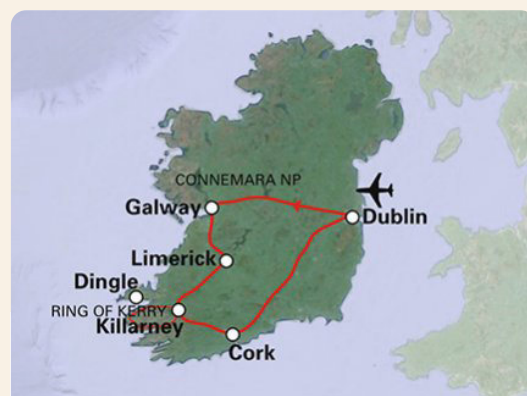 CONNEMARA NP
Galway
Dublin
Limerick
Dingle
RING OF KERRY
Killarney
Cork